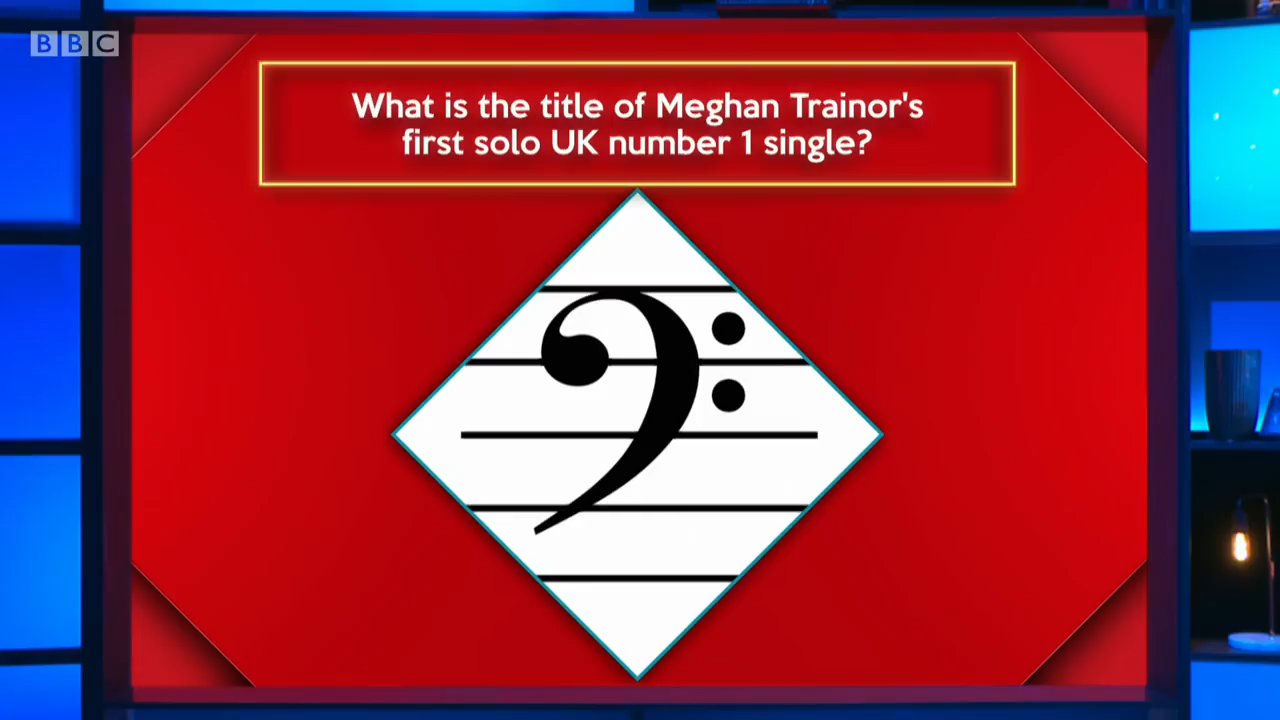 BBC
What is the title of Meghan Trainor's
first solo UK number 1 single?